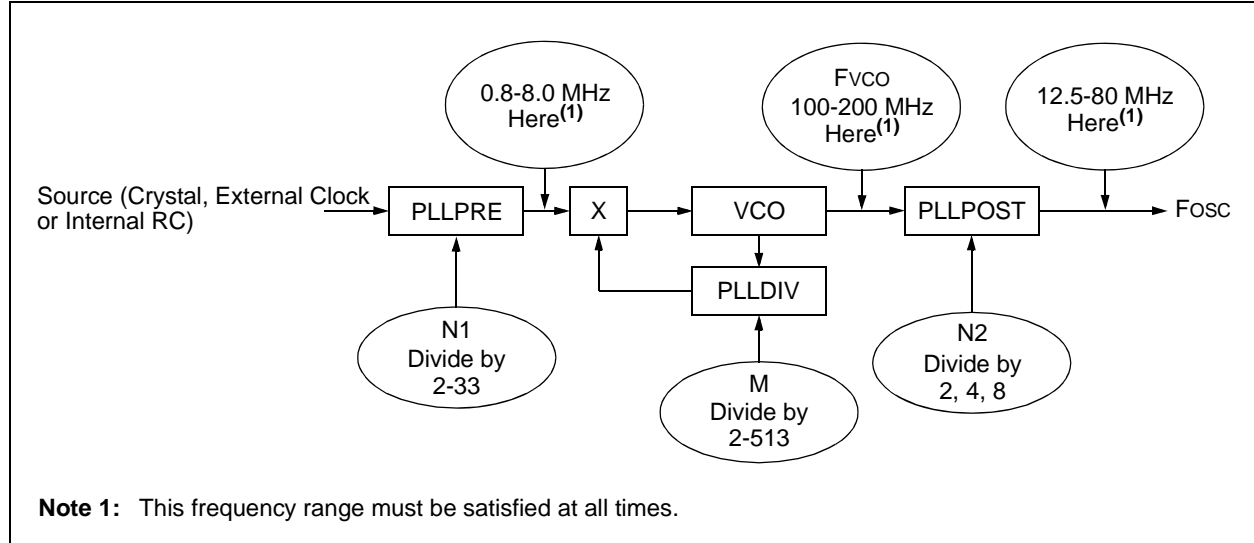 0.8-8.0 MHz
Here(1)
FVCO
100-200 MHz
Here(1)
12.5-80 MHz
Here(1)
Source (Crystal, External Clock
or Internal RC)
PLLPRE
X
VCO
PLLPOST
FOSC
PLLDIV
N1
Divide by
2-33
M
Divide by
2-513
N2
Divide by
2, 4, 8
Note 1: This frequency range must be satisfied at all times.